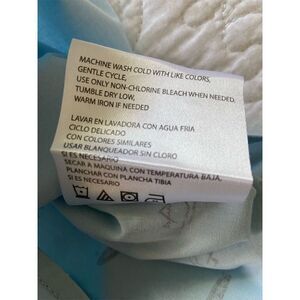 MACHINE WASH COLD WITH LIKE COLORS,
GENTLE CYCLE,
USE ONLY NON-CHLORINE BLEACH WHEN NEEDED.
TUMBLE DRY LOW,
WARM IRON IF NEEDED
LAVAR EN LAVADORA CON AGUA FRIA
CICLO DELICADO
CON COLORES SIMILARES
USAR BLANQUEADOR SIN CLORO
SI ES NECESARIO
SECAR A MAQUINA CON TEMPERATURA BAJA,
PLANCHAR CON PLANCHA TIBIA
SI ES NECESARIO